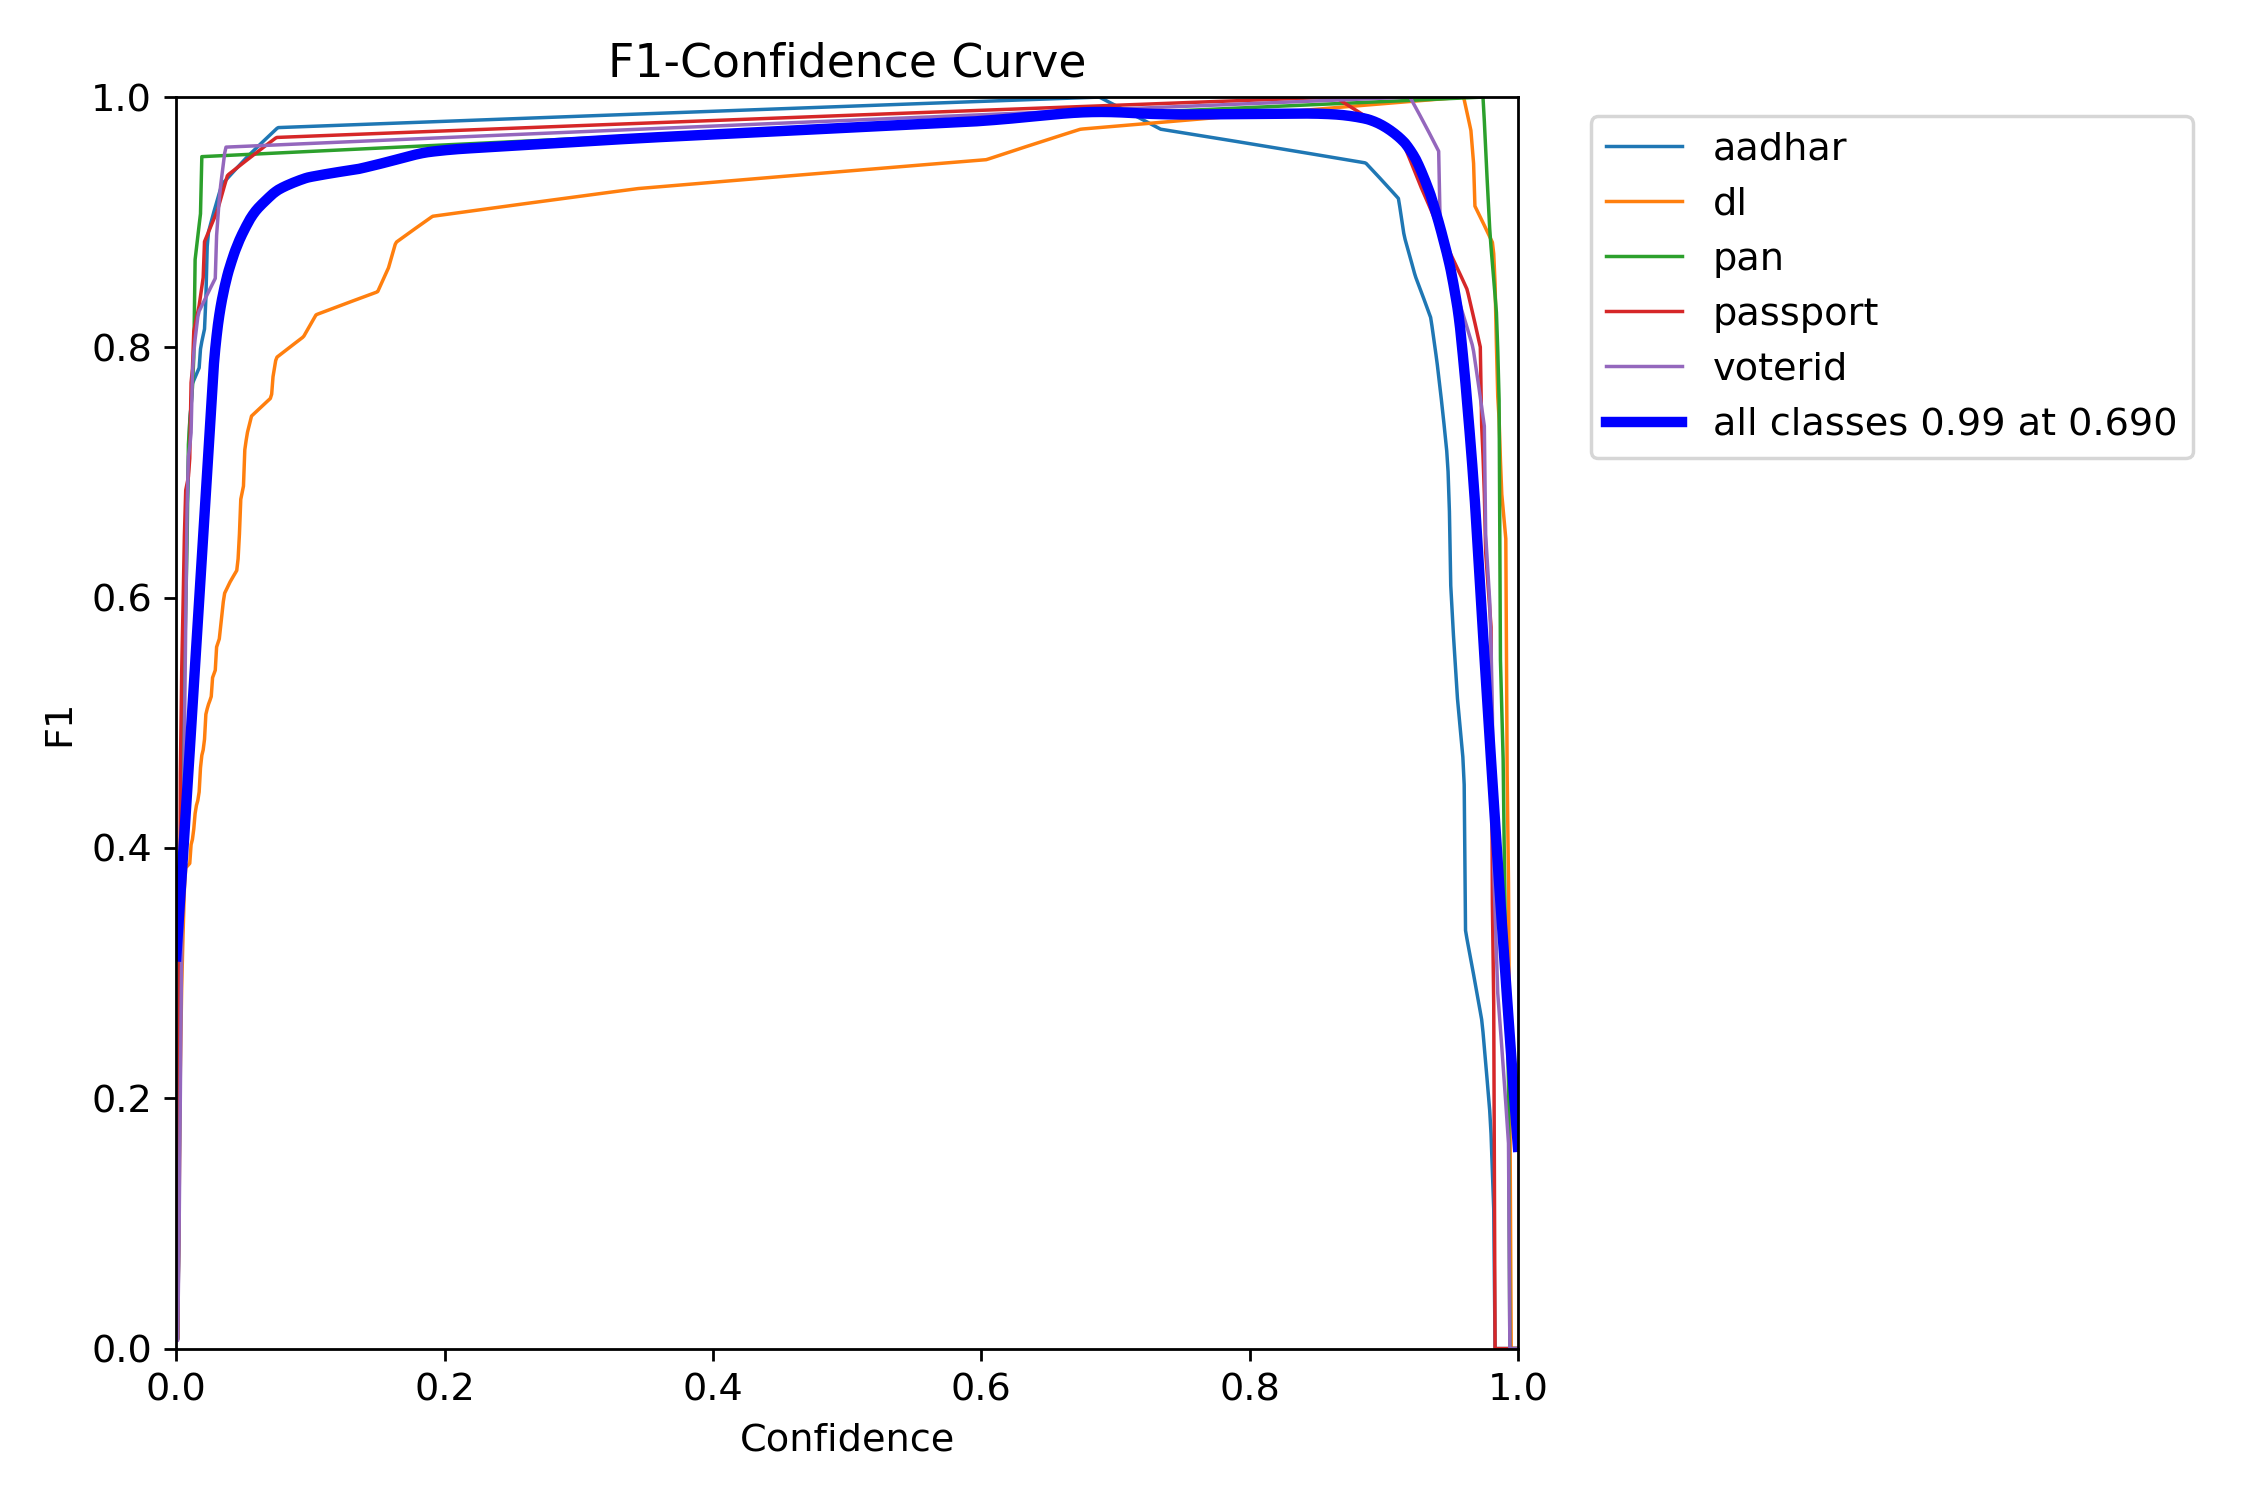 F1-Confidence Curve
1.0
0.8
0.6
0.4
0.2
0.0
F1
0.0 0.2 0.4 0.6 0.8 1.0
Confidence
aadhar
dl
pan
passport
voterid
all classes 0.99 at 0.690